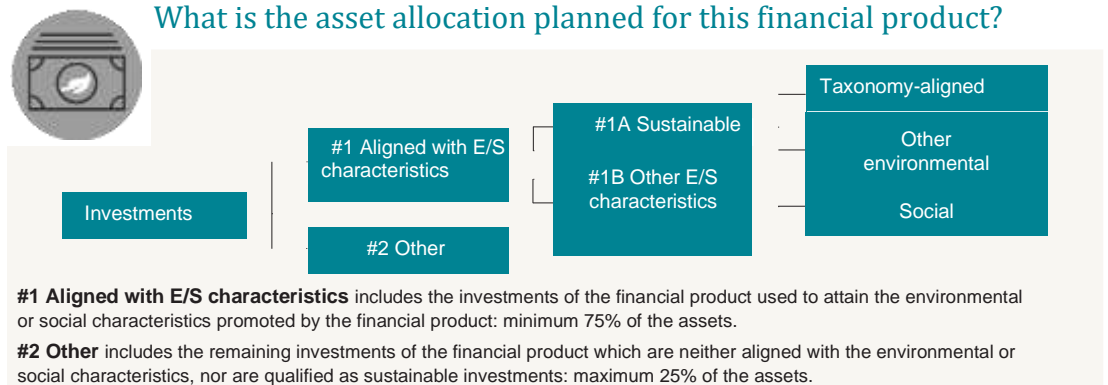 What is the asset allocation planned for this financial product?
Investments
#1 Aligned with E/S
characteristics
#2 Other
#1A Sustainable
#1B Other E/S
characteristics
Taxonomy-aligned
Other
environmental
Social
#1 Aligned with E/S characteristics includes the investments of the financial product used to attain the environmental
or social characteristics promoted by the financial product: minimum 75% of the assets.
#2 Other includes the remaining investments of the financial product which are neither aligned with the environmental or
social characteristics, nor are qualified as sustainable investments: maximum 25% of the assets.